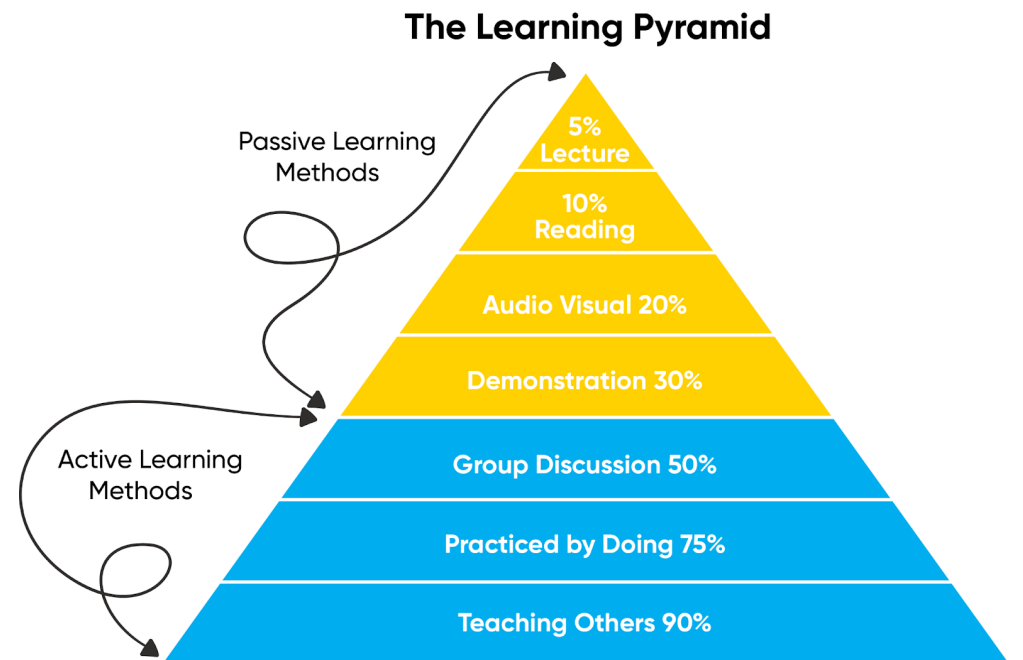 The Learning Pyramid
Passive Learning
Methods
5%
Lecture
10%
Reading
Audio Visual 20%
Demonstration 30%
Active Learning
Methods
Group Discussion 50%
Practiced by Doing 75%
Teaching Others 90%